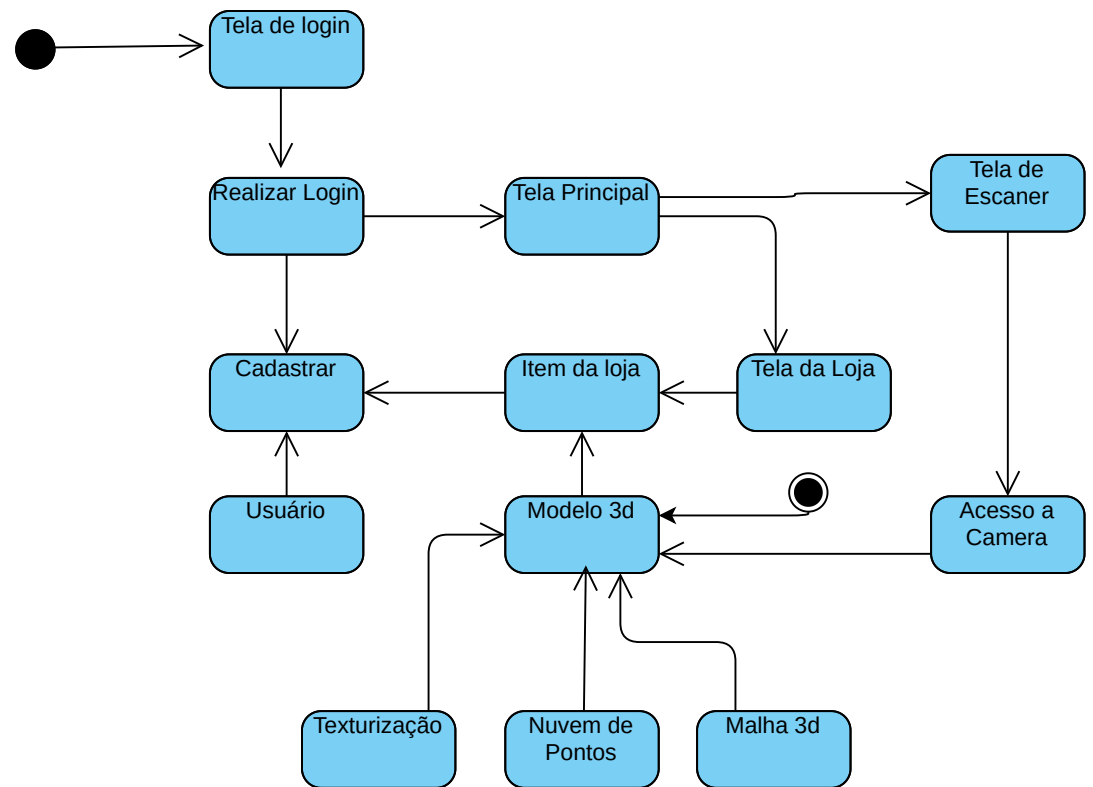 Tela de login
Realizar Login
Tela Principal
Tela de
Escaner
Cadastrar
Item da loja
Tela da Loja
Usuário
Modelo 3d
Acesso a
Camera
Texturização
Nuvem de
Pontos
Malha 3d